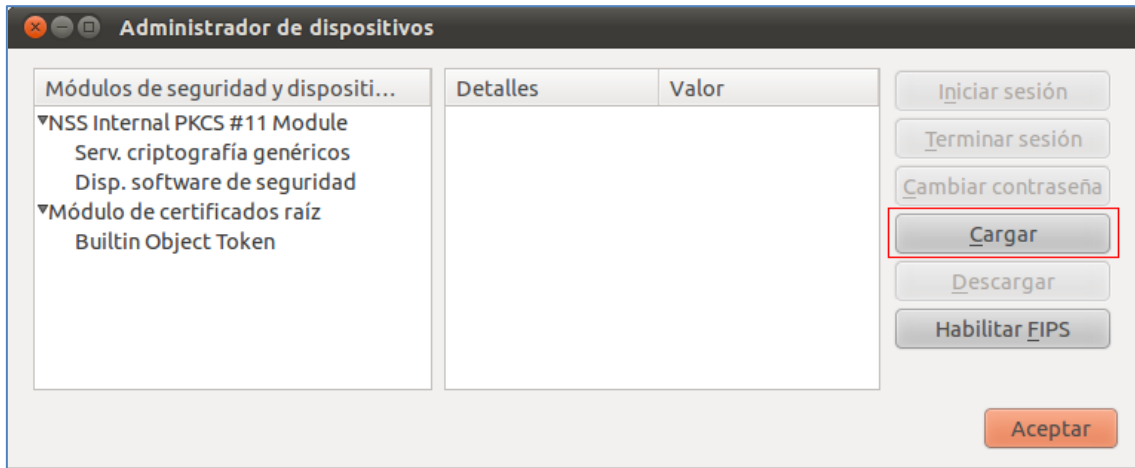 Administrador de dispositivos
Módulos de seguridad y dispositi...
Detalles
Valor
NSS Internal PKCS #11 Module
Serv. criptografía genéricos
Disp. software de seguridad
Módulo de certificados raíz
Builtin Object Token
Iniciar sesión
Terminar sesión
Cambiar contraseña
Cargar
Descargar
Habilitar FIPS
Aceptar